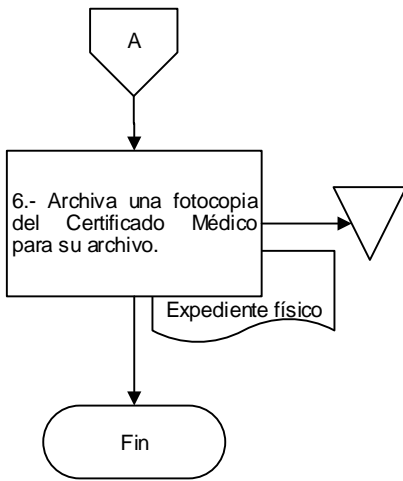 A
6.- Archiva una fotocopia
del Certificado Médico
para su archivo.
Expediente físico
Fin